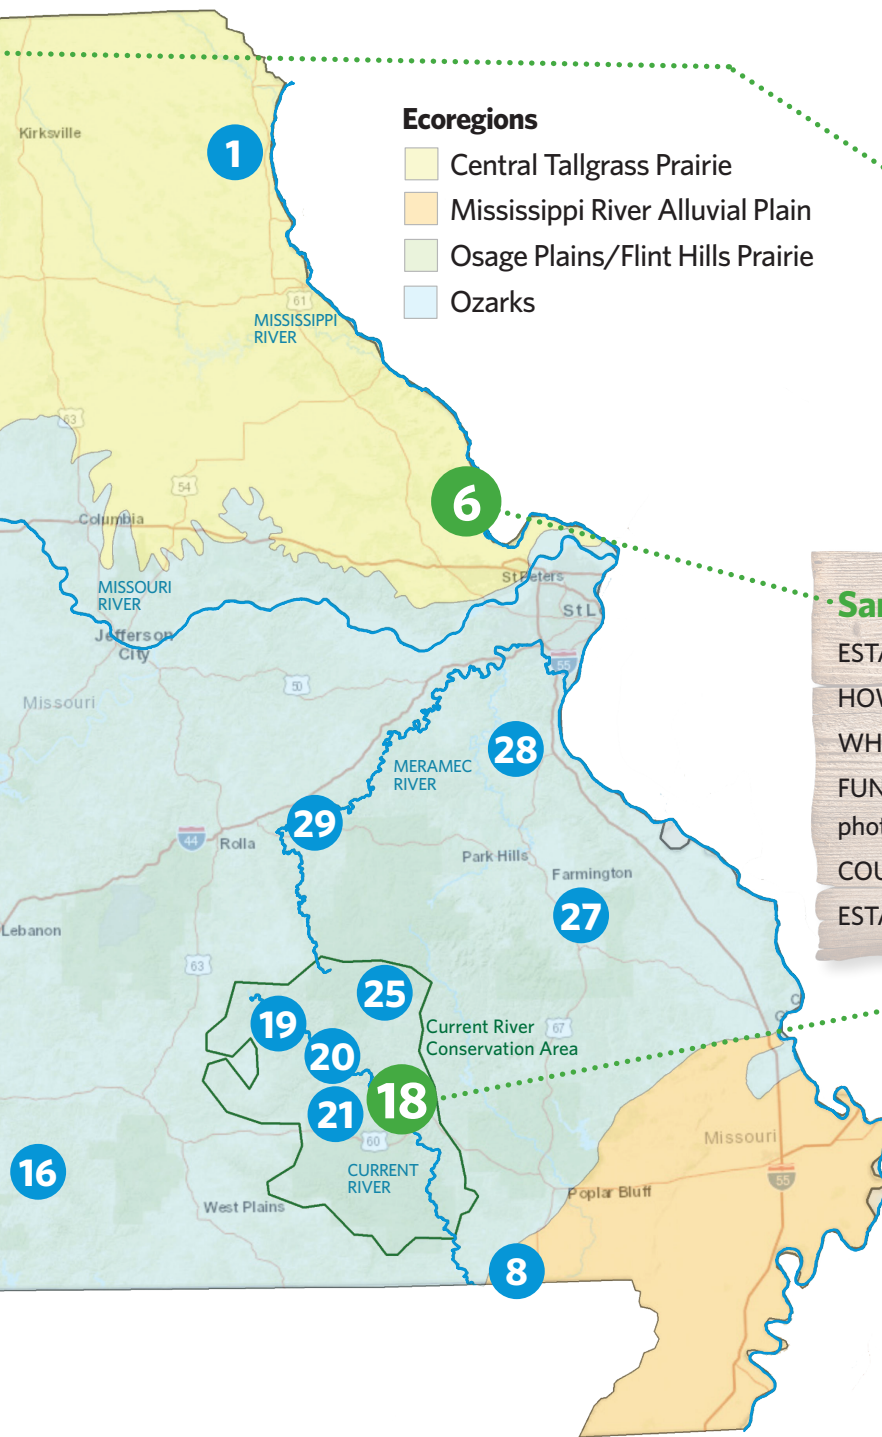 Ecoregions
Central Tallgrass Prairie
Mississippi River Alluvial Plain
Osage Plains/Flint Hills Prairie
Ozarks
Kirksville
1
61
MISSISSIPPI
RIVER
63
54
6
Columbia
St Peters
MISSOURI
RIVER
St L
Jefferson
City
55
50
Missouri
28
MERAMEC
RIVER
29
44
Rolla
Park Hills
Farmington
27
Lebanon
63
25
19
Current River
Conservation Area
67
20
18
21
60
16
CURRENT
RIVER
West Plains
Missouri
55
Poplar Bluff
8
C
G
Sa
ESTA
HOW
WH
FUN
phot
COU
ESTA